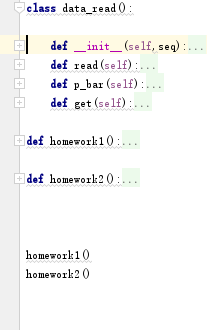 class data_read():
def __init__(self,seq):...
def read(self):...
def p_bar(self):...
def get(self):...
def homework1():...
def homework2():...
homework1()
homework2()